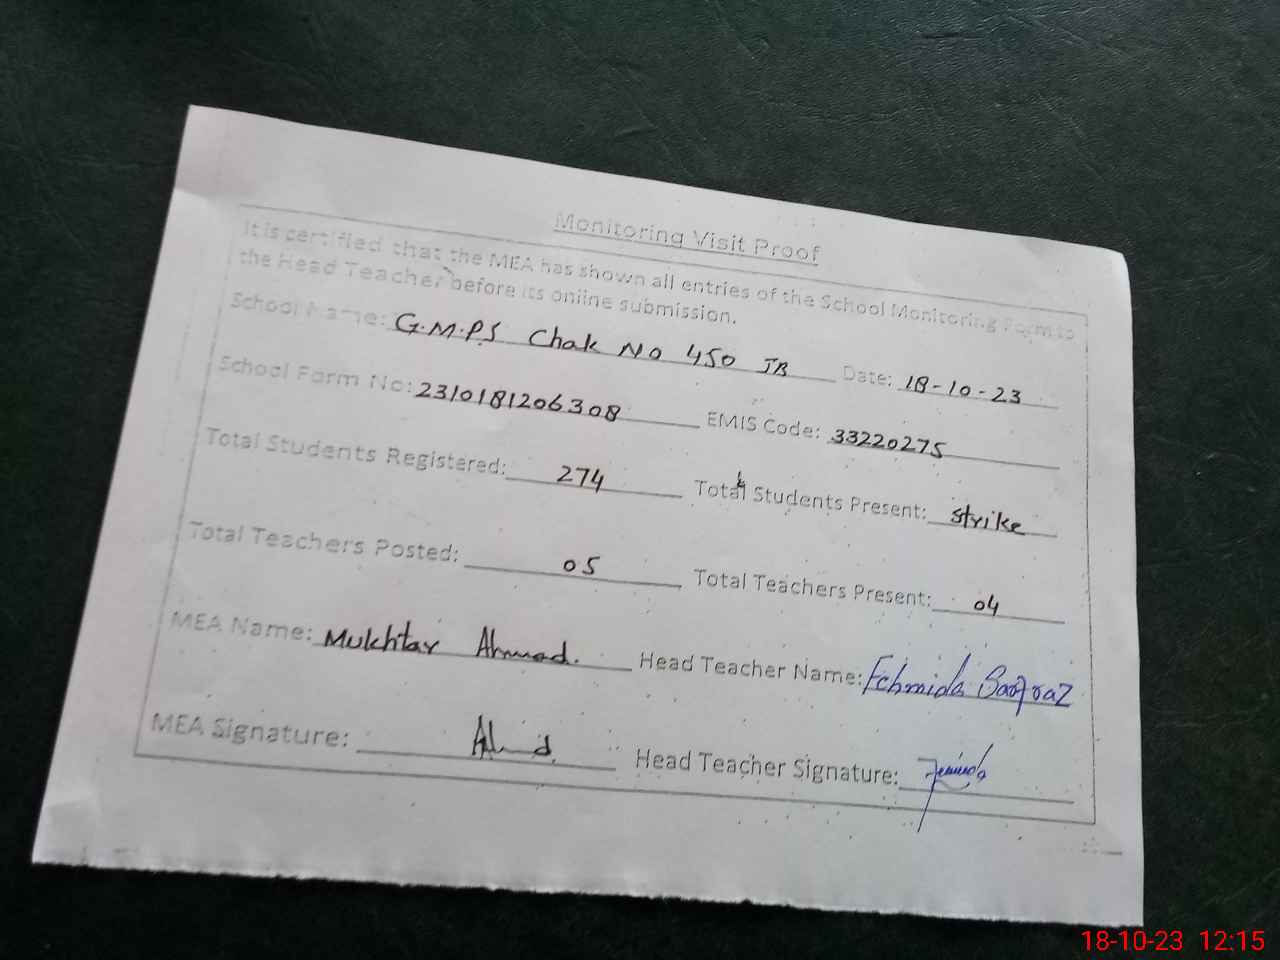 Monitoring Visit Proof
It is certified that the MEA has shown all entries of the School Monitoring Form to
the Head Teacher before its online submission.
School Name: G.M.P.S Chak No 450 JB Date: 18-10-23
School Form No: 2310181206308 EMIS Code: 33220275
Total Students Registered: 274 Total Students Present: strike
Total Teachers Posted: 05 Total Teachers Present: 04
MEA Name: Mukhtar Ahmad. Head Teacher Name: Fehmida Sarfraz
MEA Signature: Head Teacher Signature:
18-10-23 12:15